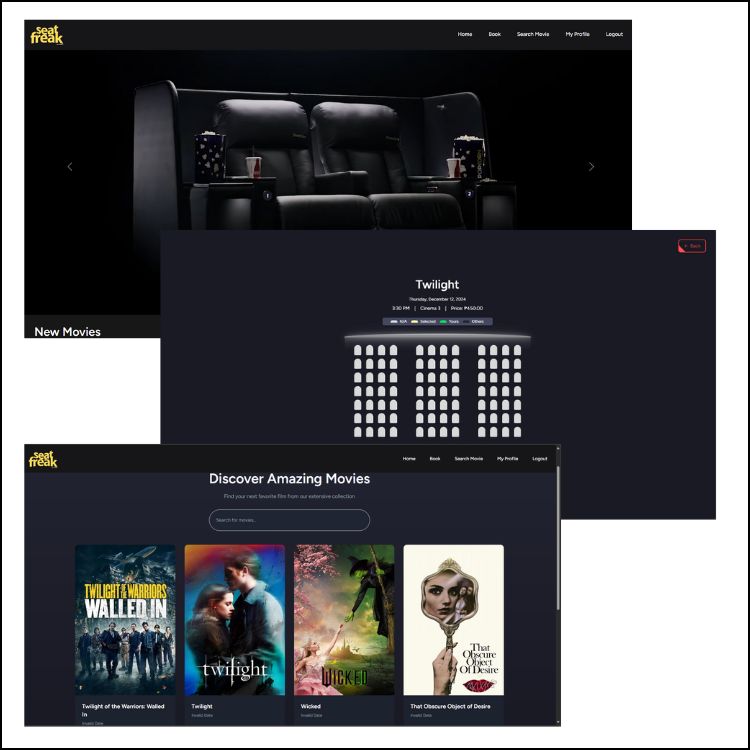 seat
freak
Home Book Search Movie My Profile Logout
1
2
New Movies
← Back
Twilight
Thursday, December 12, 2024
3:30 PM | Cinema 3 | Price: ₱450.00
N/A Selected Yours Others
seat
freak
Home Book Search Movie My Profile Logout
Discover Amazing Movies
Find your next favorite film from our extensive collection
Search for movies...
TWILIGHT OF THE WARRIORS
WALLED IN
twilight
WICKED
That
Obscure
Object
Of Desire
Twilight of the Warriors: Walled
In
Invalid Date
Twilight
Invalid Date
Wicked
Invalid Date
That Obscure Object of Desire
Invalid Date